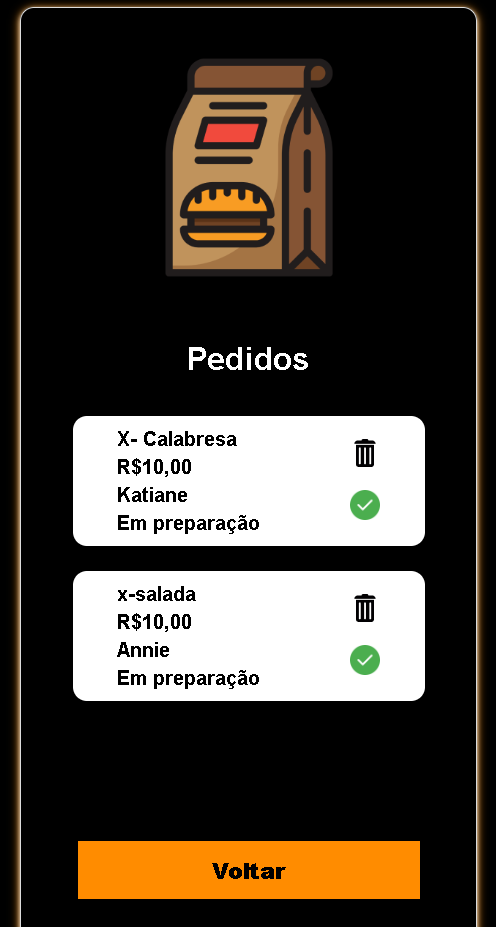 Pedidos
X- Calabresa
R$10,00
Katiane
Em preparação
x-salada
R$10,00
Annie
Em preparação
Voltar